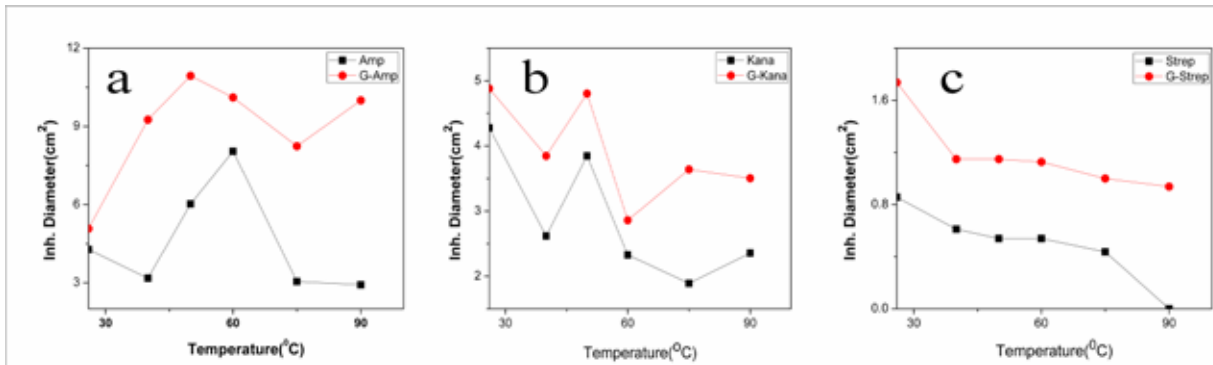 a
Amp
G-Amp
12
9
6
3
30
60
90
Inh. Diameter(cm²)
Temperature(⁰C)
b
Kana
G-Kana
5
4
3
2
30
60
90
Inh. Diameter(cm²)
Temperature(ºC)
c
Strep
G-Strep
1.6
0.8
0.0
30
60
90
Inh. Diameter(cm²)
Temperature(⁰C)